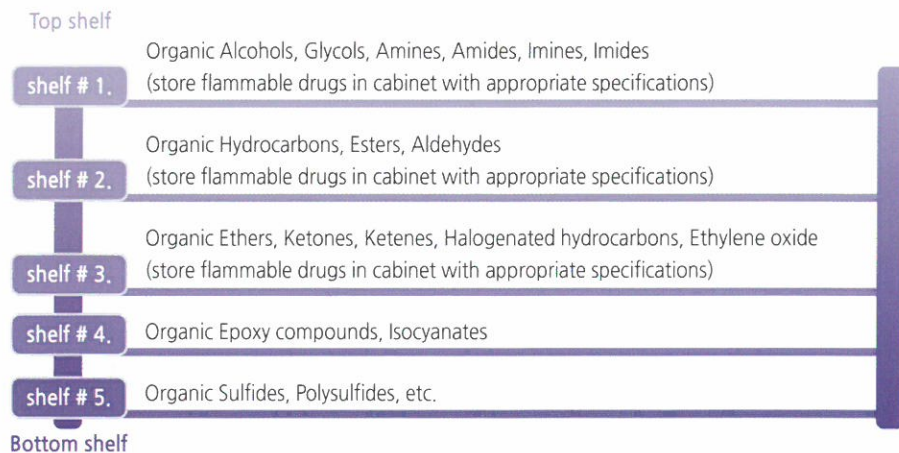 Top shelf
Organic Alcohols, Glycols, Amines, Amides, Imines, Imides
shelf # 1.
(store flammable drugs in cabinet with appropriate specifications)
Organic Hydrocarbons, Esters, Aldehydes
shelf # 2.
(store flammable drugs in cabinet with appropriate specifications)
Organic Ethers, Ketones, Ketenes, Halogenated hydrocarbons, Ethylene oxide
shelf # 3.
(store flammable drugs in cabinet with appropriate specifications)
shelf # 4.
Organic Epoxy compounds, Isocyanates
shelf # 5.
Organic Sulfides, Polysulfides, etc.
Bottom shelf